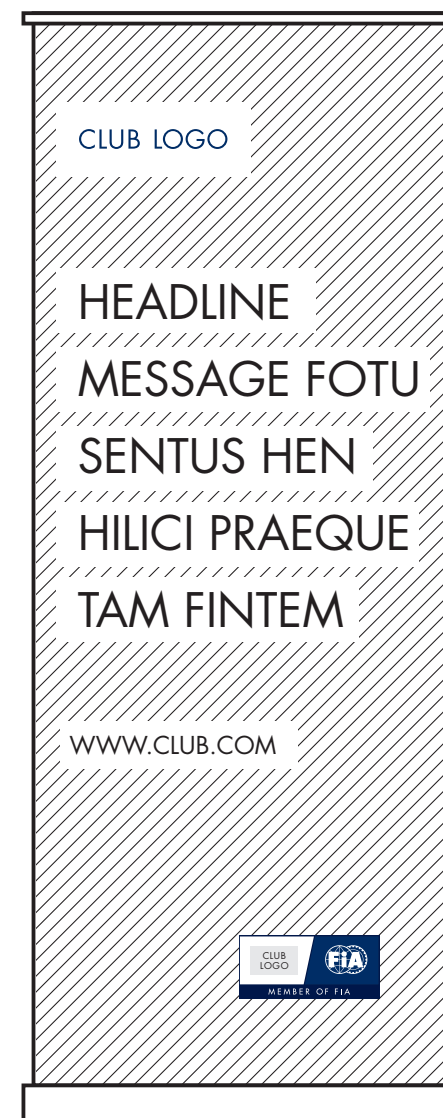 CLUB LOGO
HEADLINE
MESSAGE FOTU
SENTUS HEN
HILICI PRAEQUE
TAM FINTEM
WWW.CLUB.COM
CLUB
LOGO
FiA
MEMBER OF FIA